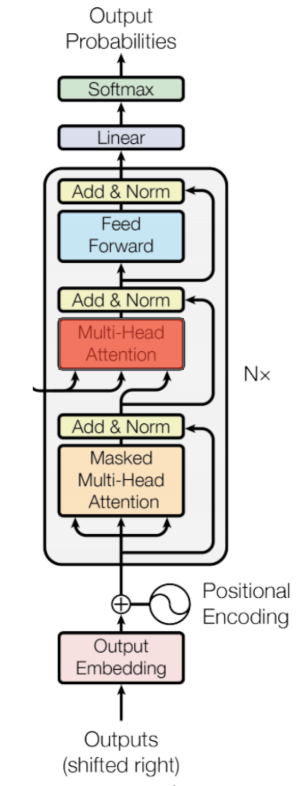 Output
Probabilities
Softmax
Linear
Add & Norm
Feed
Forward
Add & Norm
Multi-Head
Attention
N×
Add & Norm
Masked
Multi-Head
Attention
Positional
Encoding
Output
Embedding
Outputs
(shifted right)